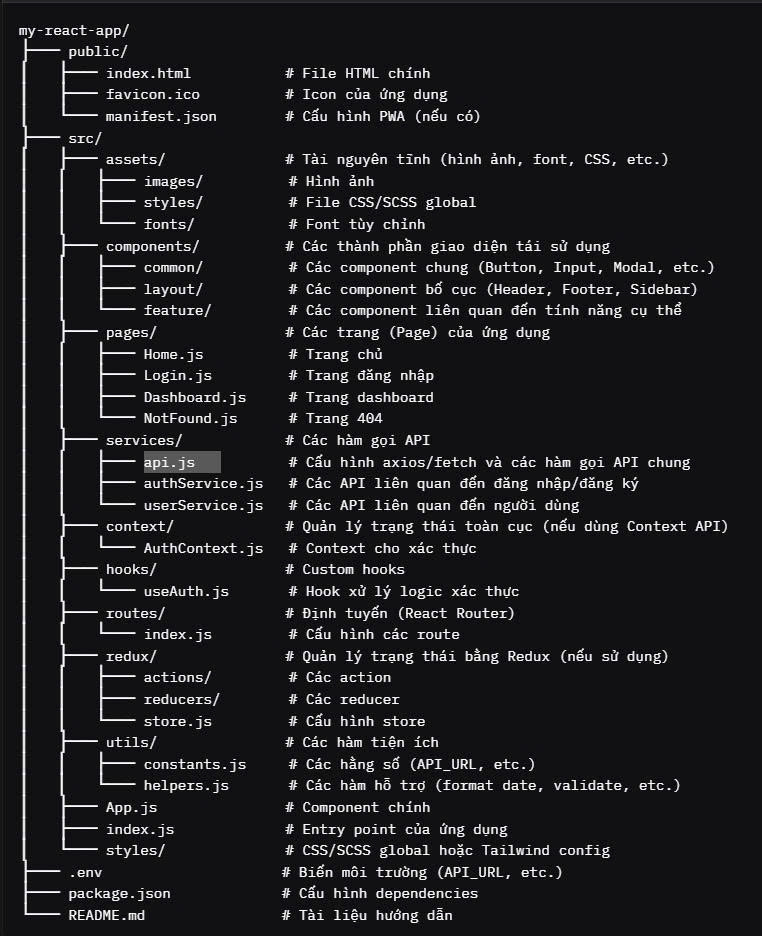 my-react-app/
├── public/
│   ├── index.html           # File HTML chính
│   ├── favicon.ico          # Icon của ứng dụng
│   └── manifest.json        # Cấu hình PWA (nếu có)
├── src/
│   ├── assets/              # Tài nguyên tĩnh (hình ảnh, font, CSS, etc.)
│   │   ├── images/          # Hình ảnh
│   │   ├── styles/          # File CSS/SCSS global
│   │   └── fonts/           # Font tùy chỉnh
│   ├── components/          # Các thành phần giao diện tái sử dụng
│   │   ├── common/          # Các component chung (Button, Input, Modal, etc.)
│   │   ├── layout/          # Các component bố cục (Header, Footer, Sidebar)
│   │   └── feature/         # Các component liên quan đến tính năng cụ thể
│   ├── pages/               # Các trang (Page) của ứng dụng
│   │   ├── Home.js          # Trang chủ
│   │   ├── Login.js         # Trang đăng nhập
│   │   ├── Dashboard.js     # Trang dashboard
│   │   └── NotFound.js      # Trang 404
│   ├── services/            # Các hàm gọi API
│   │   ├── api.js           # Cấu hình axios/fetch và các hàm gọi API chung
│   │   ├── authService.js   # Các API liên quan đến đăng nhập/đăng ký
│   │   └── userService.js   # Các API liên quan đến người dùng
│   ├── context/             # Quản lý trạng thái toàn cục (nếu dùng Context API)
│   │   └── AuthContext.js   # Context cho xác thực
│   ├── hooks/               # Custom hooks
│   │   └── useAuth.js       # Hook xử lý logic xác thực
│   ├── routes/              # Định tuyến (React Router)
│   │   └── index.js         # Cấu hình các route
│   ├── redux/               # Quản lý trạng thái bằng Redux (nếu sử dụng)
│   │   ├── actions/         # Các action
│   │   ├── reducers/        # Các reducer
│   │   └── store.js         # Cấu hình store
│   ├── utils/               # Các hàm tiện ích
│   │   ├── constants.js     # Các hằng số (API_URL, etc.)
│   │   └── helpers.js       # Các hàm hỗ trợ (format date, validate, etc.)
│   ├── App.js               # Component chính
│   ├── index.js             # Entry point của ứng dụng
│   └── styles/              # CSS/SCSS global hoặc Tailwind config
├── .env                     # Biến môi trường (API_URL, etc.)
├── package.json             # Cấu hình dependencies
└── README.md                # Tài liệu hướng dẫn